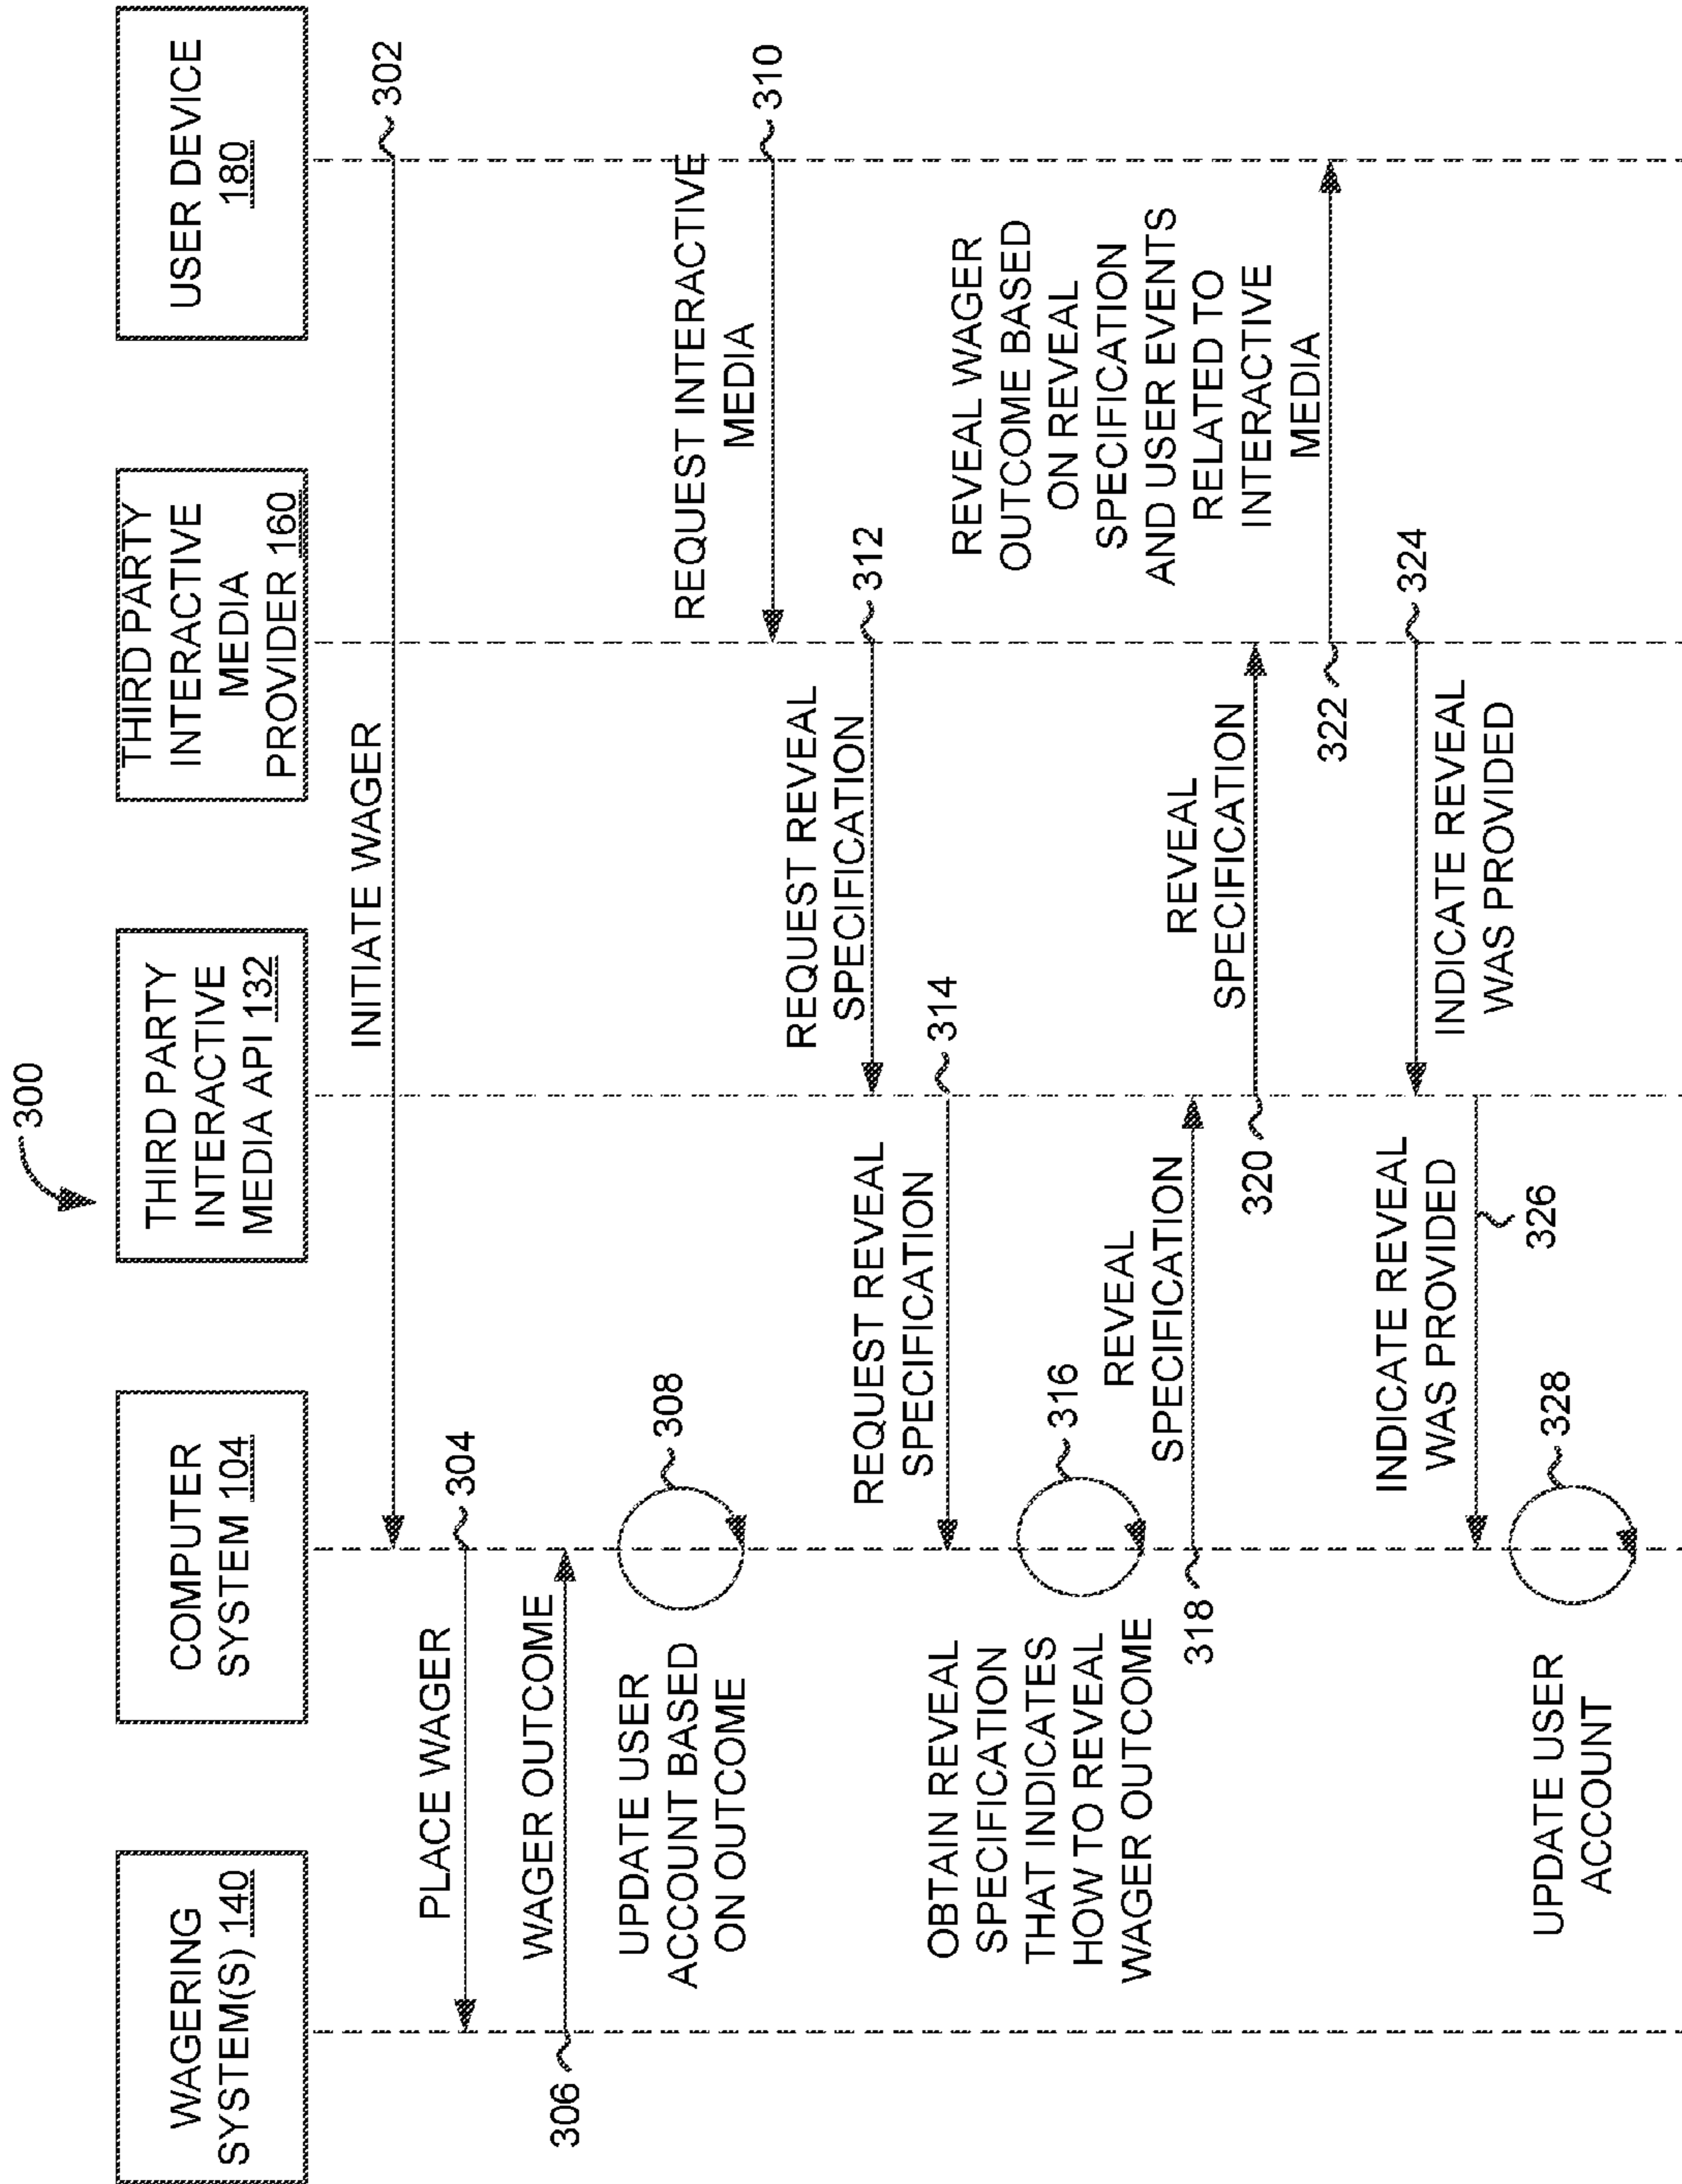 300
WAGERING
SYSTEM(S) 140
COMPUTER
SYSTEM 104
THIRD PARTY
INTERACTIVE
MEDIA API 132
THIRD PARTY
INTERACTIVE
MEDIA
PROVIDER 160
USER DEVICE
180
INITIATE WAGER
302
PLACE WAGER
304
WAGER OUTCOME
306
UPDATE USER
ACCOUNT BASED
ON OUTCOME
308
REQUEST INTERACTIVE
MEDIA
310
REQUEST REVEAL
SPECIFICATION
312
REQUEST REVEAL
SPECIFICATION
314
OBTAIN REVEAL
SPECIFICATION
THAT INDICATES
HOW TO REVEAL
WAGER OUTCOME
316
REVEAL
SPECIFICATION
318
REVEAL
SPECIFICATION
320
REVEAL WAGER
OUTCOME BASED
ON REVEAL
SPECIFICATION
AND USER EVENTS
RELATED TO
INTERACTIVE
MEDIA
322
INDICATE REVEAL
WAS PROVIDED
324
INDICATE REVEAL
WAS PROVIDED
326
UPDATE USER
ACCOUNT
328